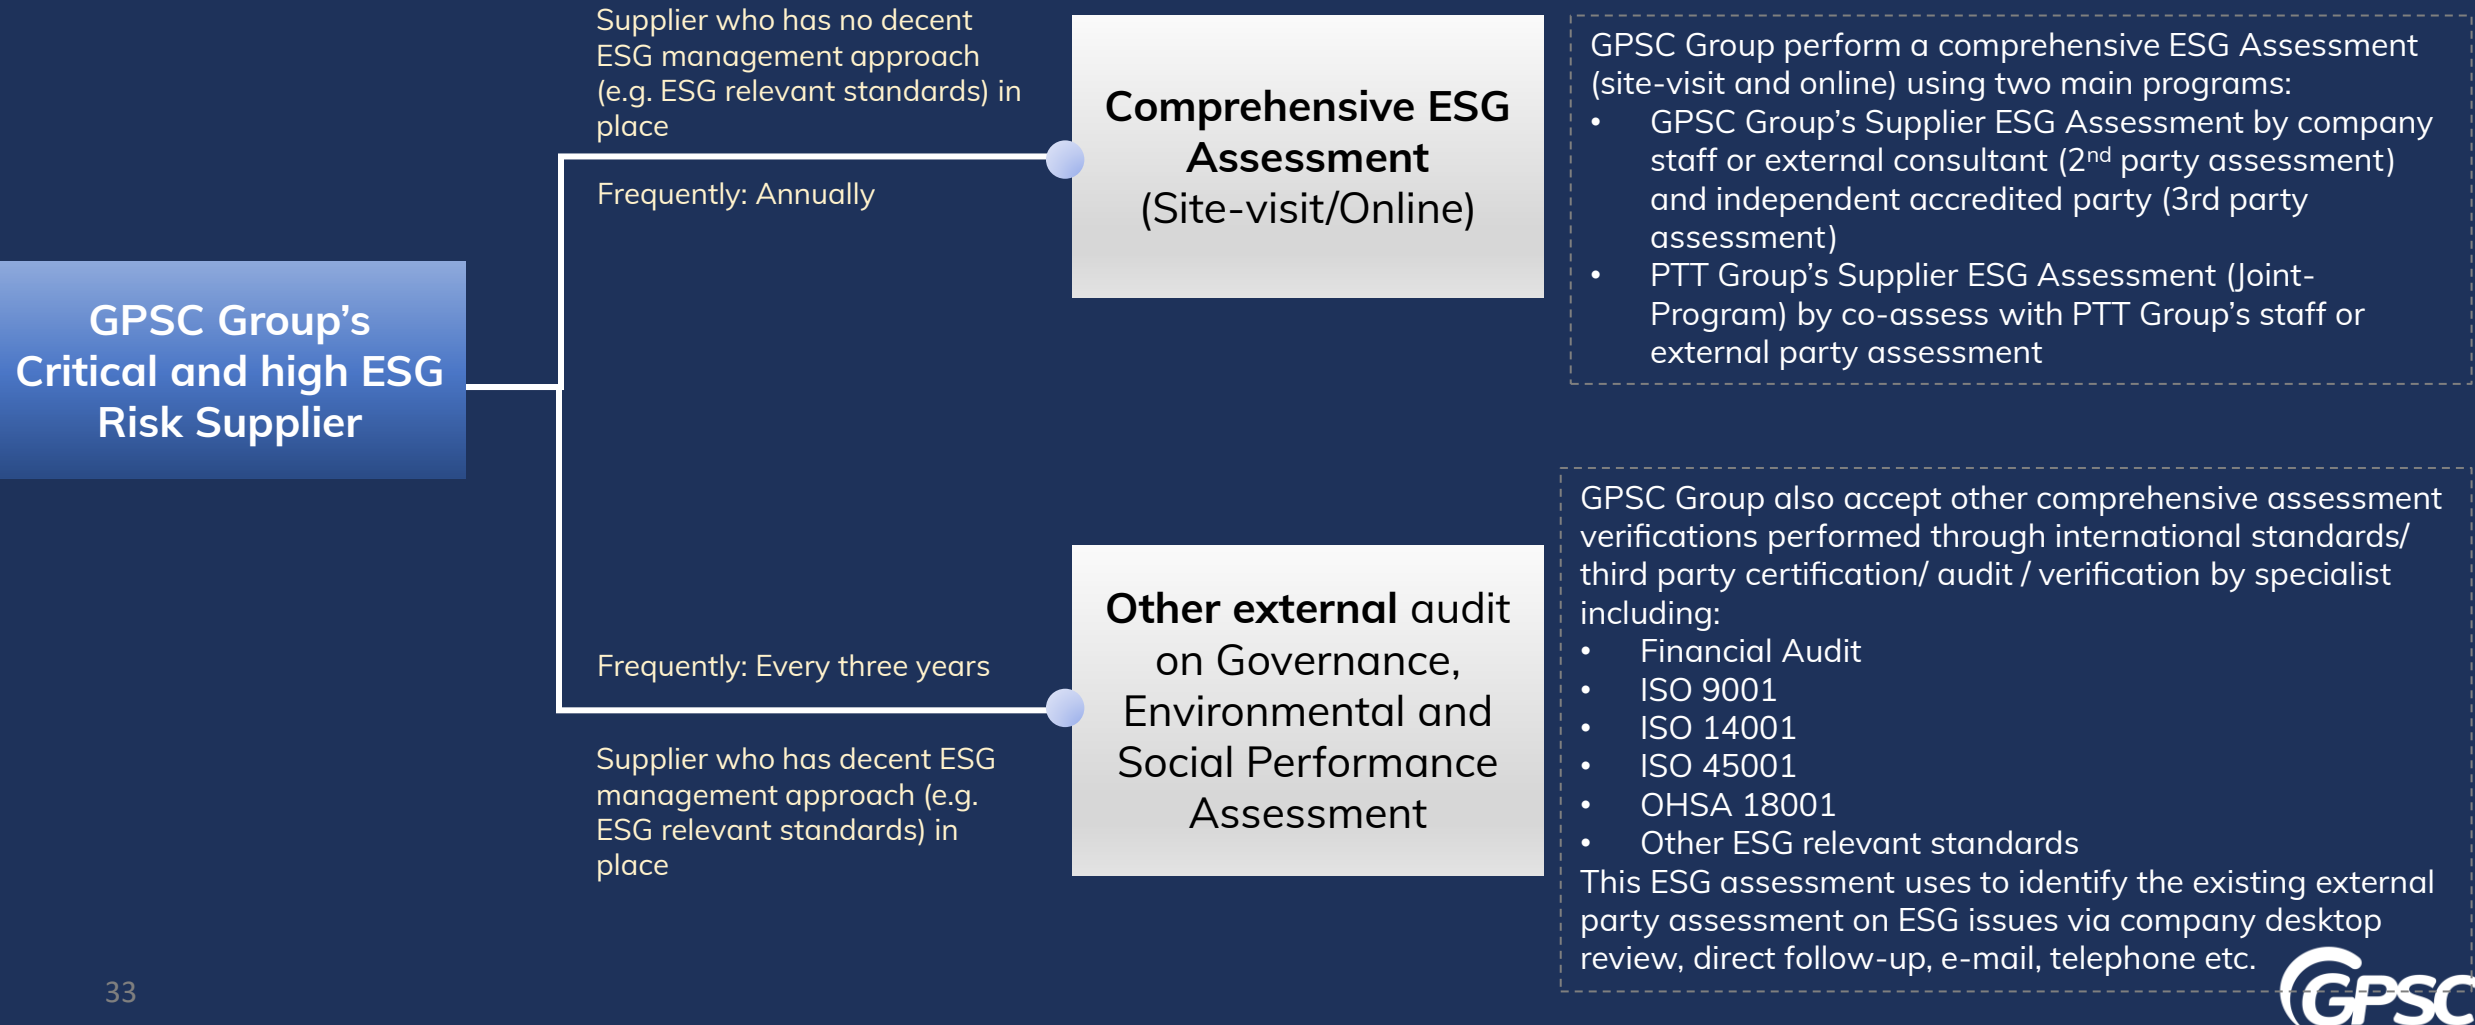 Supplier who has no decent
ESG management approach
(e.g. ESG relevant standards) in
place
Frequently: Annually
Comprehensive ESG
Assessment
(Site-visit/Online)
GPSC Group perform a comprehensive ESG Assessment
(site-visit and online) using two main programs:
• GPSC Group’s Supplier ESG Assessment by company
staff or external consultant (2nd party assessment)
and independent accredited party (3rd party
assessment)
• PTT Group’s Supplier ESG Assessment (Joint-
Program) by co-assess with PTT Group’s staff or
external party assessment
GPSC Group’s
Critical and high ESG
Risk Supplier
Frequently: Every three years
Supplier who has decent ESG
management approach (e.g.
ESG relevant standards) in
place
Other external audit
on Governance,
Environmental and
Social Performance
Assessment
GPSC Group also accept other comprehensive assessment
verifications performed through international standards/
third party certification/ audit / verification by specialist
including:
• Financial Audit
• ISO 9001
• ISO 14001
• ISO 45001
• OHSA 18001
• Other ESG relevant standards
This ESG assessment uses to identify the existing external
party assessment on ESG issues via company desktop
review, direct follow-up, e-mail, telephone etc.
33
GPSC